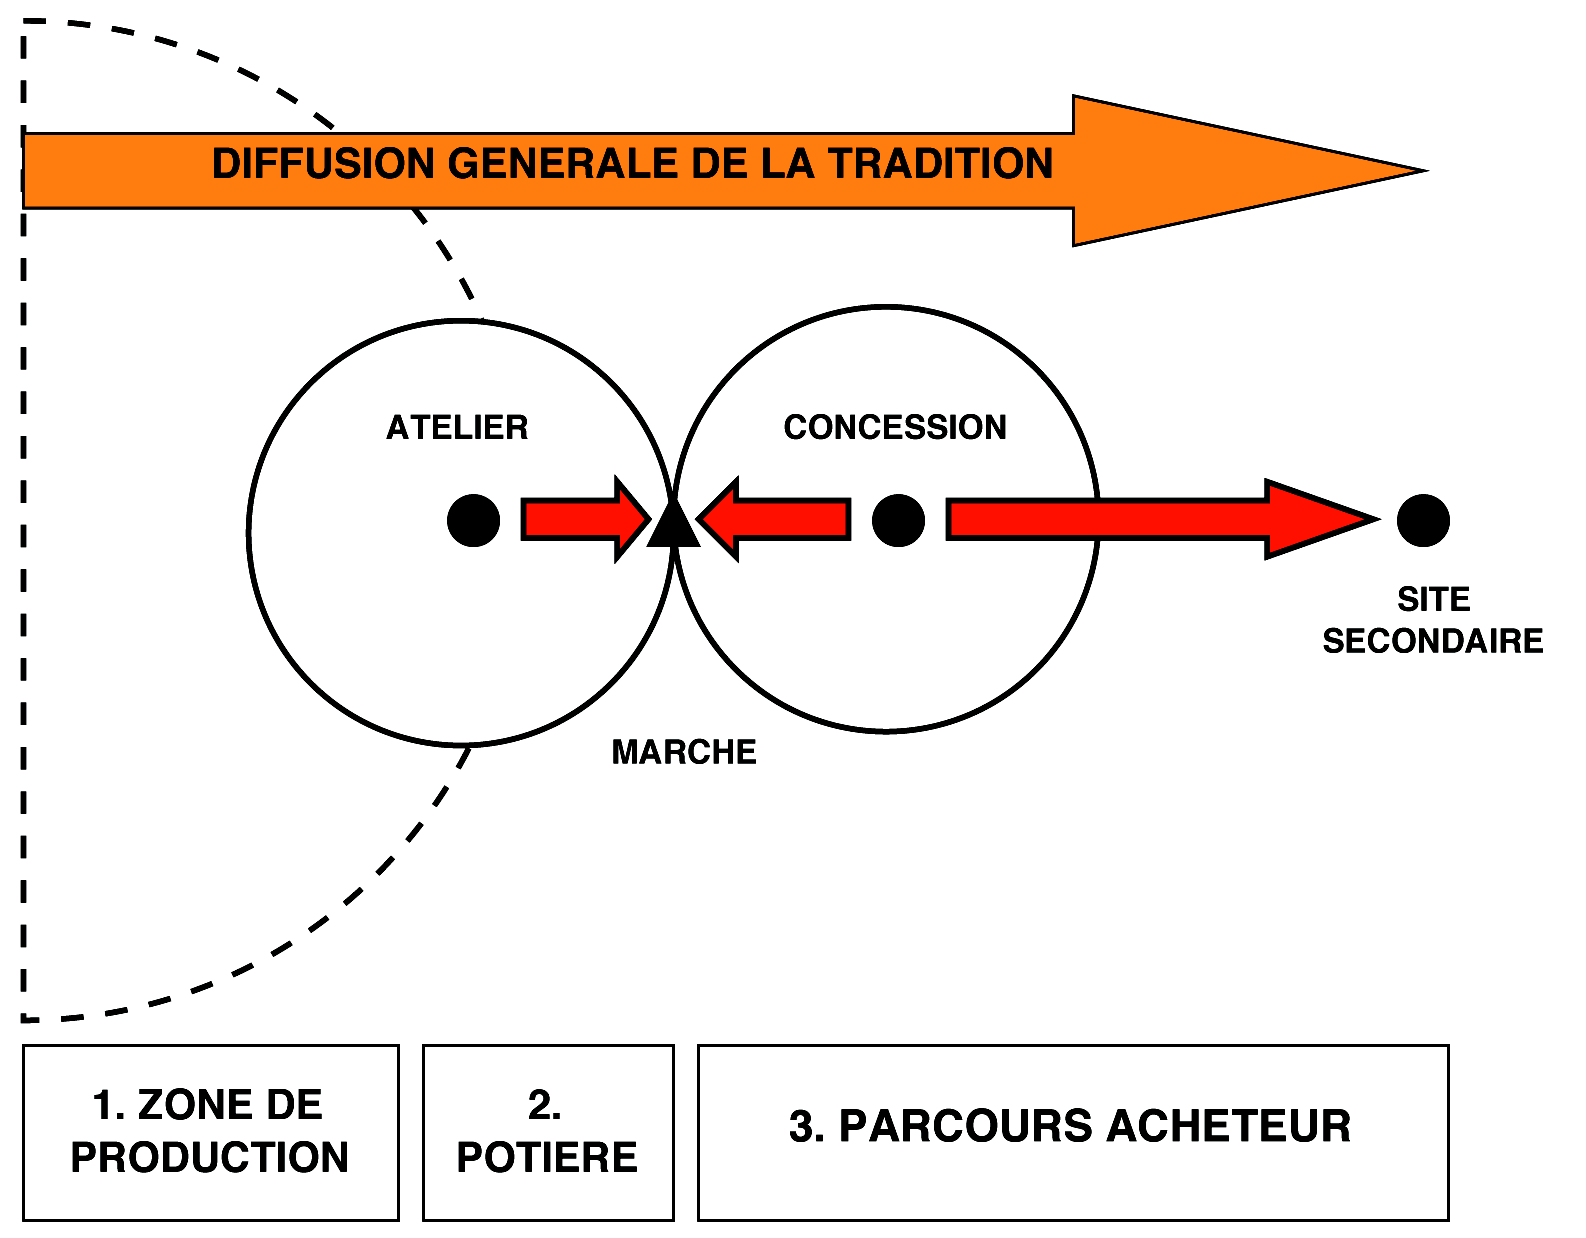 DIFFUSION GENERALE DE LA TRADITION
ATELIER
CONCESSION
SITE
SECONDAIRE
MARCHE
1. ZONE DE
PRODUCTION
2.
POTIERE
3. PARCOURS ACHETEUR